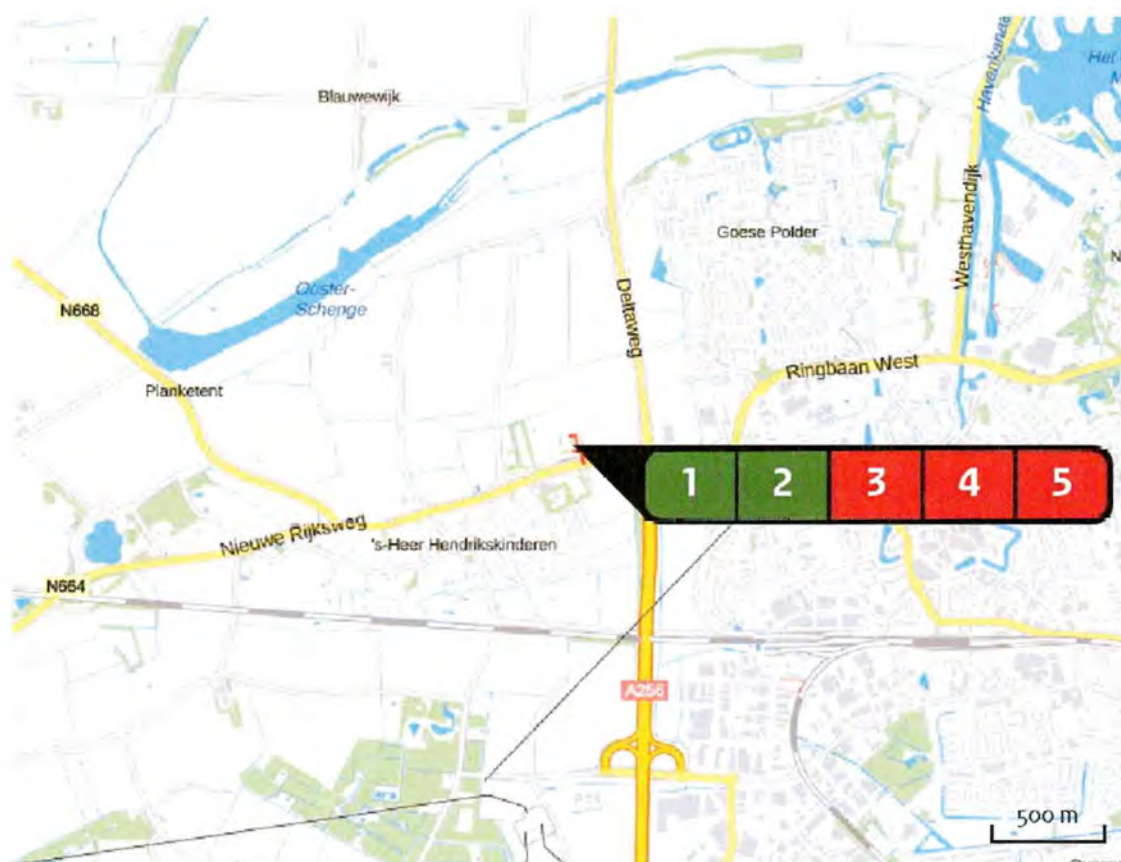 Blauwewijk
Havenkanaal
Het
M
Westhavendijk
Goese Polder
N
Ooster-
Schenge
N668
Deltaweg
Planketent
Ringbaan West
1 2 3 4 5
Nieuwe Rijksweg
's-Heer Hendrikskinderen
N664
A256
500 m